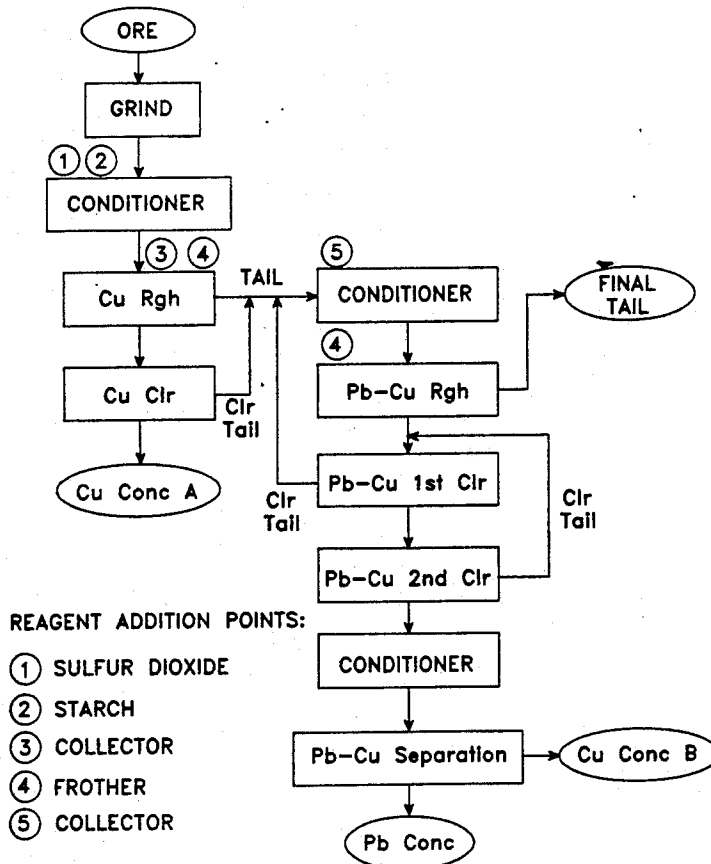 ORE
GRIND
① ②
CONDITIONER
③ ④
Cu Rgh
TAIL
Cu Clr
Clr
Tail
Cu Conc A
⑤
CONDITIONER
FINAL
TAIL
④
Pb-Cu Rgh
Pb-Cu 1st Clr
Clr
Tail
Clr
Tail
Pb-Cu 2nd Clr
CONDITIONER
Pb-Cu Separation
Cu Conc B
Pb Conc
REAGENT ADDITION POINTS:
① SULFUR DIOXIDE
② STARCH
③ COLLECTOR
④ FROTHER
⑤ COLLECTOR